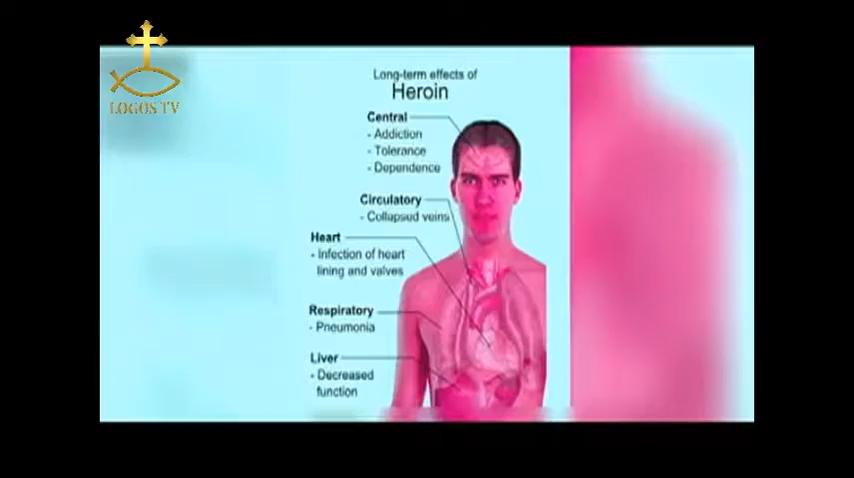 LOGOS TV
Long-term effects of
Heroin
Central
- Addiction
- Tolerance
- Dependence
Circulatory
- Collapsed veins
Heart
- Infection of heart
lining and valves
Respiratory
- Pneumonia
Liver
- Decreased
function